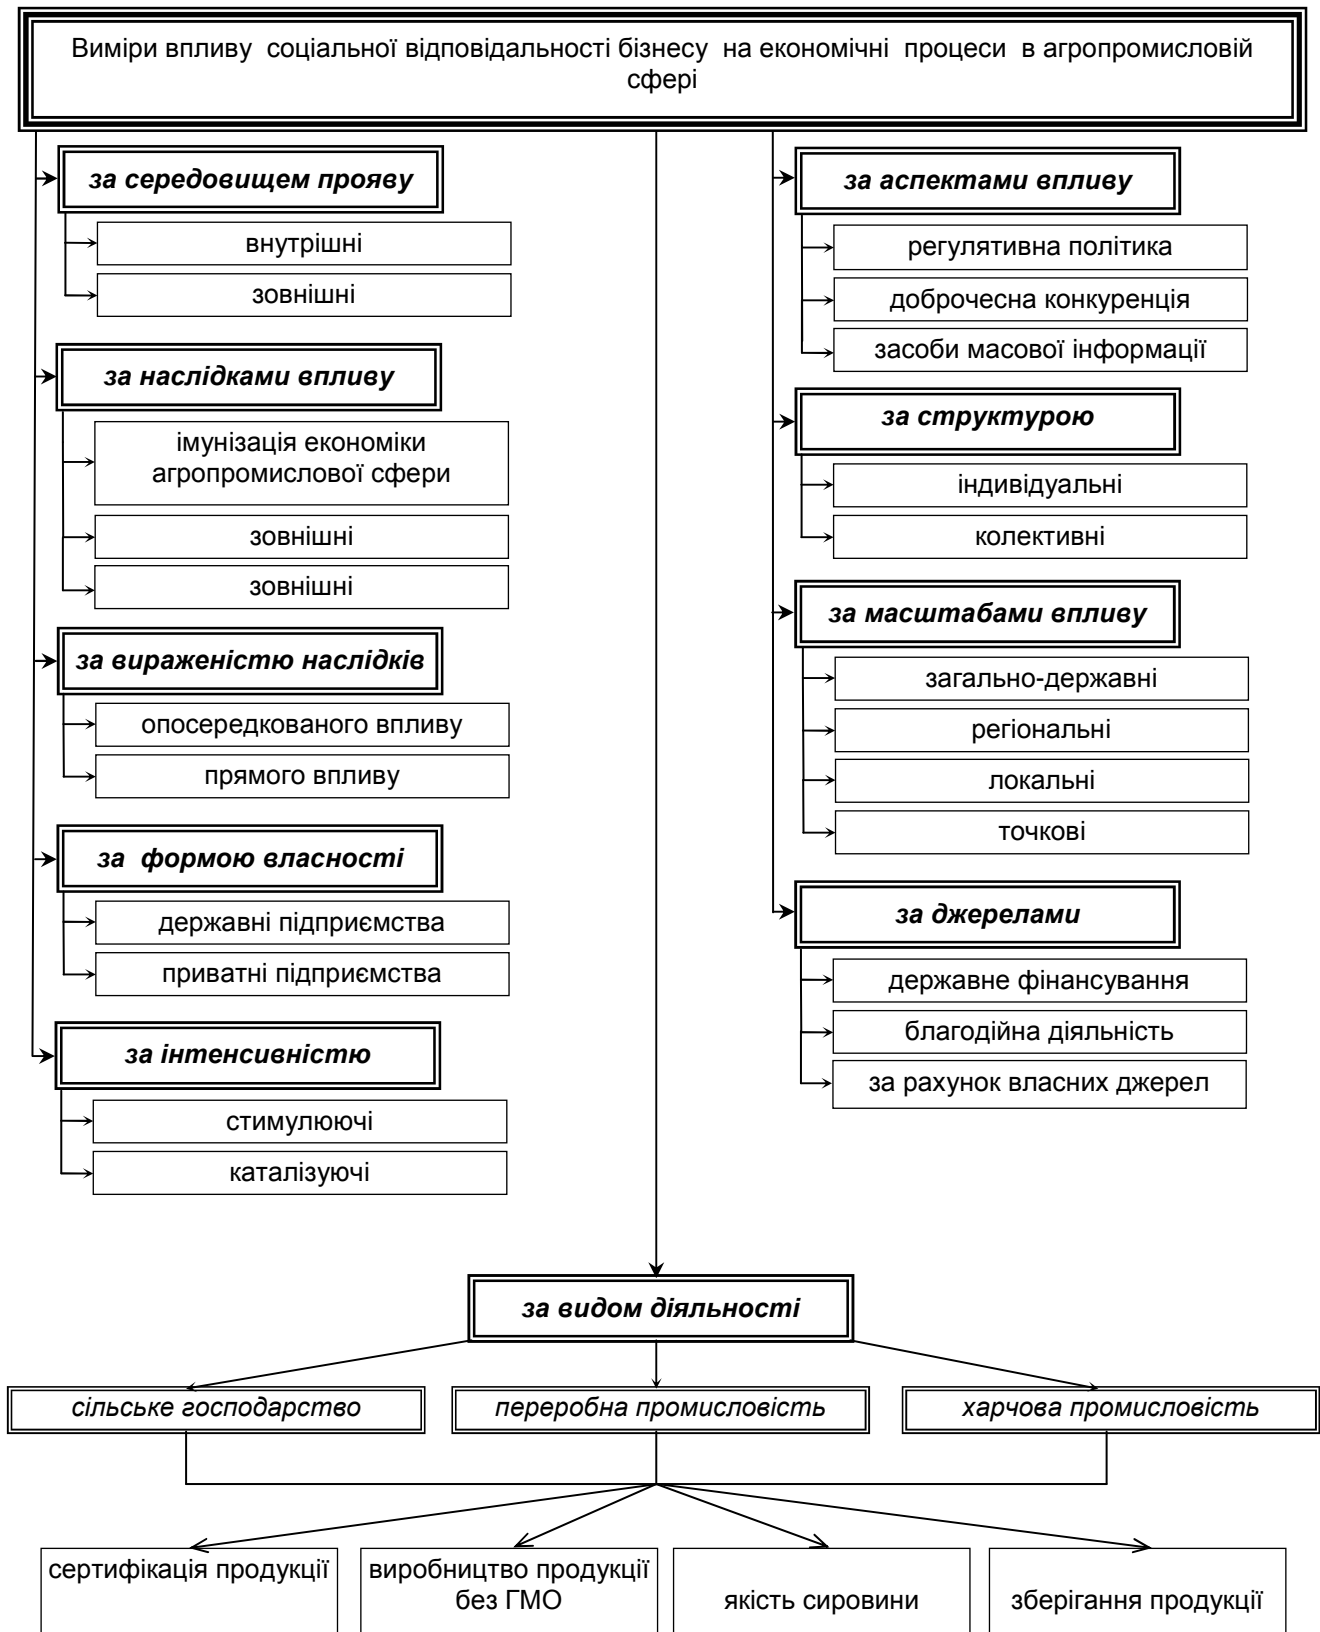 Виміри впливу соціальної відповідальності бізнесу на економічні процеси в агропромисловій
сфері
за середовищем прояву
внутрішні
зовнішні
за наслідками впливу
імунізація економіки
агропромислової сфери
зовнішні
зовнішні
за вираженістю наслідків
опосередкованого впливу
прямого впливу
за формою власності
державні підприємства
приватні підприємства
за інтенсивністю
стимулюючі
каталізуючі
за аспектами впливу
регулятивна політика
доброчесна конкуренція
засоби масової інформації
за структурою
індивідуальні
колективні
за масштабами впливу
загально-державні
регіональні
локальні
точкові
за джерелами
державне фінансування
благодійна діяльність
за рахунок власних джерел
за видом діяльності
сільське господарство
переробна промисловість
харчова промисловість
сертифікація продукції
виробництво продукції
без ГМО
якість сировини
зберігання продукції